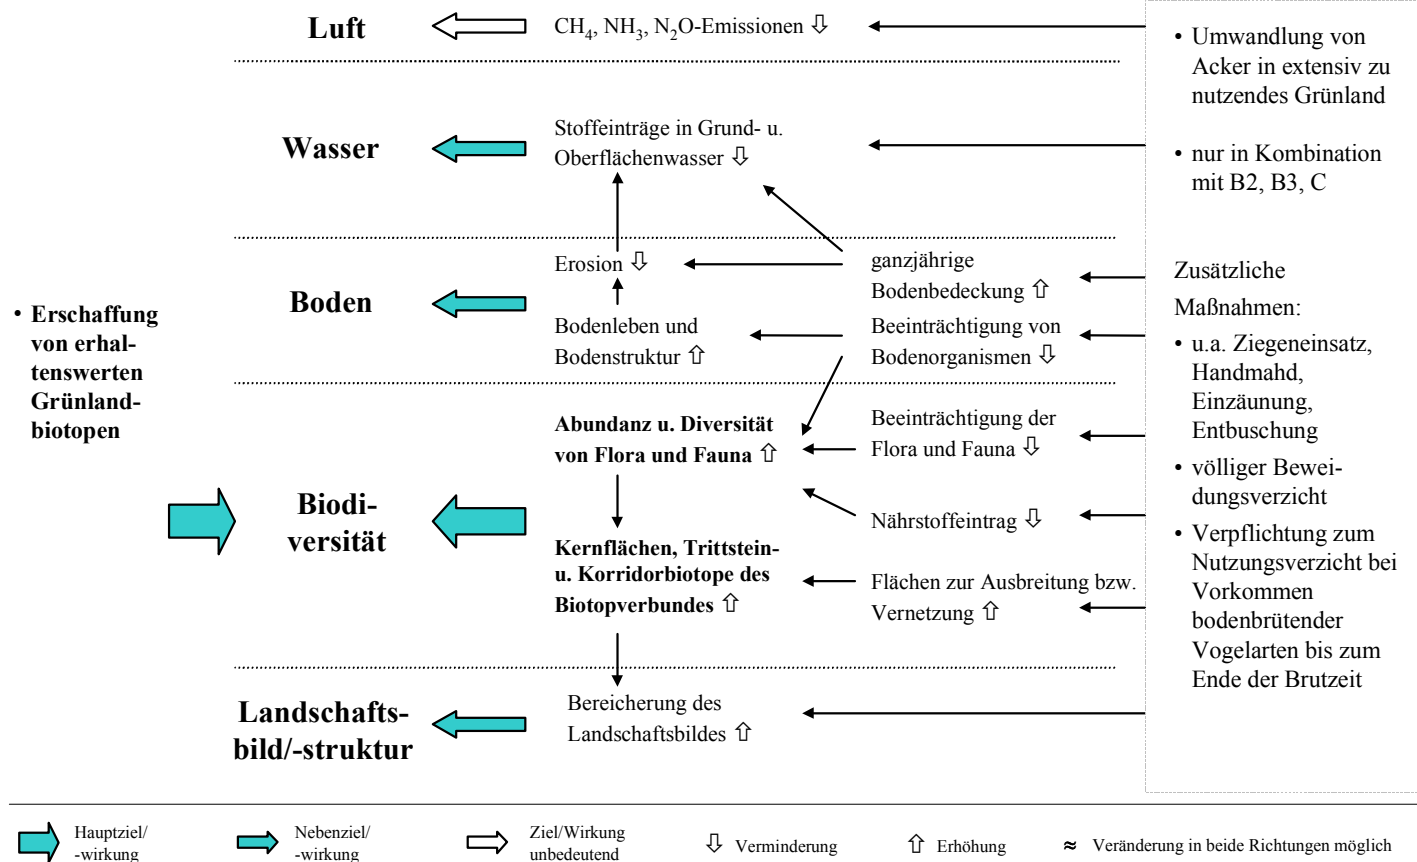 Luft
CH4, NH3, N2O-Emissionen ⇩
• Umwandlung von
Acker in extensiv zu
nutzendes Grünland
Wasser
Stoffeinträge in Grund- u.
Oberflächenwasser ⇩
• nur in Kombination
mit B2, B3, C
Boden
Erosion ⇩
ganzjährige
Bodenbedeckung ⇧
Bodenleben und
Bodenstruktur ⇧
Beeinträchtigung von
Bodenorganismen ⇩
Zusätzliche
Maßnahmen:
• u.a. Ziegeneinsatz,
Handmahd,
Einzäunung,
Entbuschung
• völliger Bewei-
dungsverzicht
• Verpflichtung zum
Nutzungsverzicht bei
Vorkommen
bodenbrütender
Vogelarten bis zum
Ende der Brutzeit
• Erschaffung
von erhal-
tenswerten
Grünland-
biotopen
Biodi-
versität
Abundanz u. Diversität
von Flora und Fauna ⇧
Beeinträchtigung der
Flora und Fauna ⇩
Nährstoffeintrag ⇩
Kernflächen, Trittstein-
u. Korridorbiotope des
Biotopverbundes ⇧
Flächen zur Ausbreitung bzw.
Vernetzung ⇧
Landschafts-
bild/-struktur
Bereicherung des
Landschaftsbildes ⇧
Hauptziel/
-wirkung
Nebenziel/
-wirkung
Ziel/Wirkung
unbedeutend
⇩ Verminderung
⇧ Erhöhung
≈ Veränderung in beide Richtungen möglich